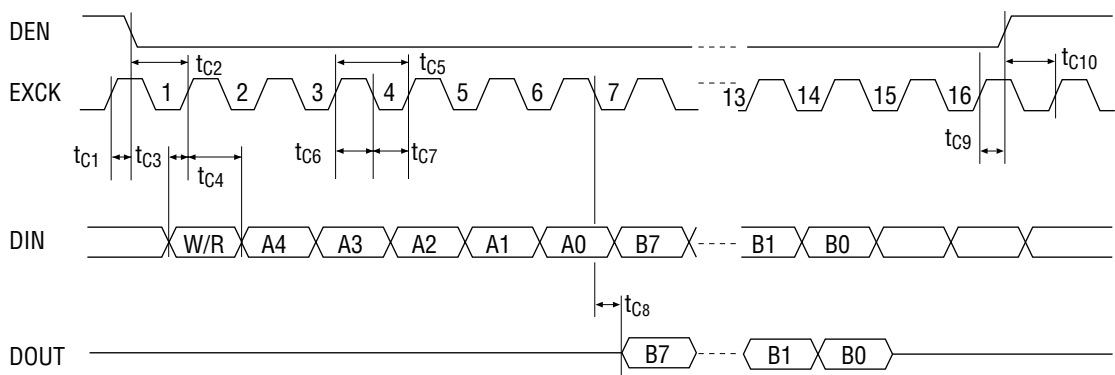 DEN
tC2 tC5 tC10
EXCK 1 2 3 4 5 6 7 13 14 15 16
tC1 tC3 tC6 tC7 tC9
tC4
DIN W/R A4 A3 A2 A1 A0 B7 B1 B0
tC8
DOUT B7 B1 B0